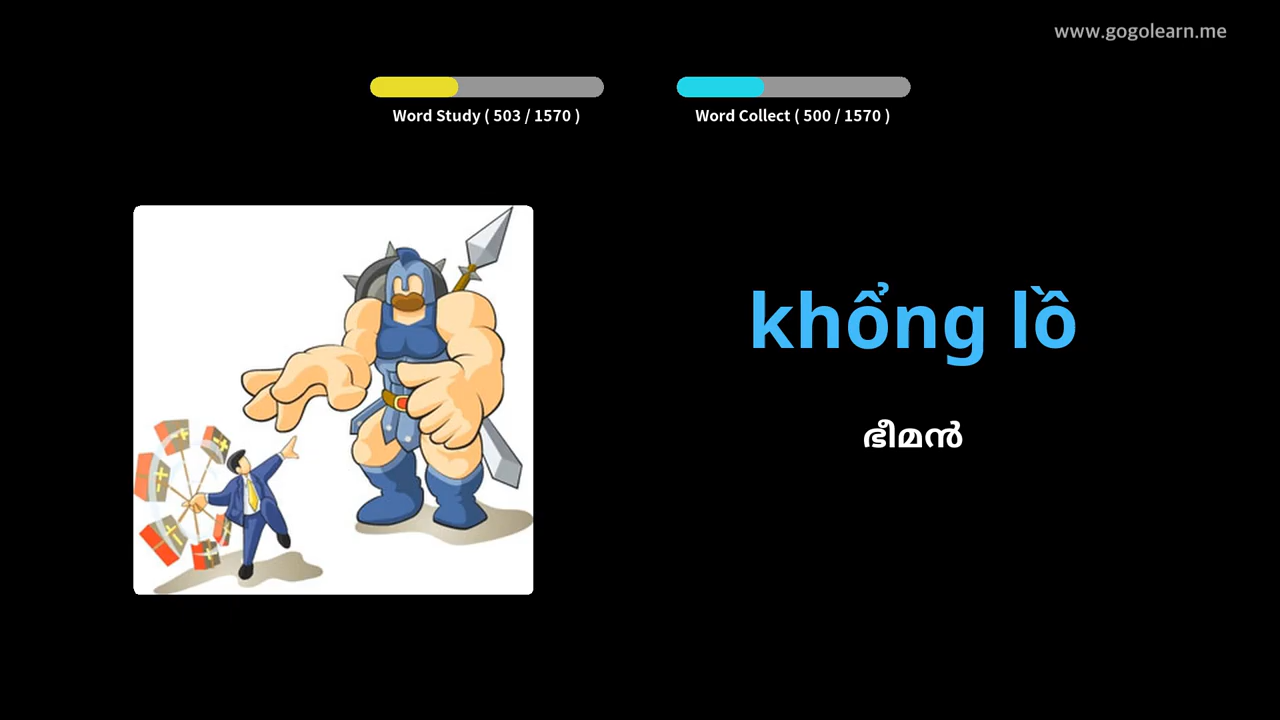 www.gogolearn.me
Word Study ( 503 / 1570 )
Word Collect ( 500 / 1570 )
khổng lồ
ഭീമൻ